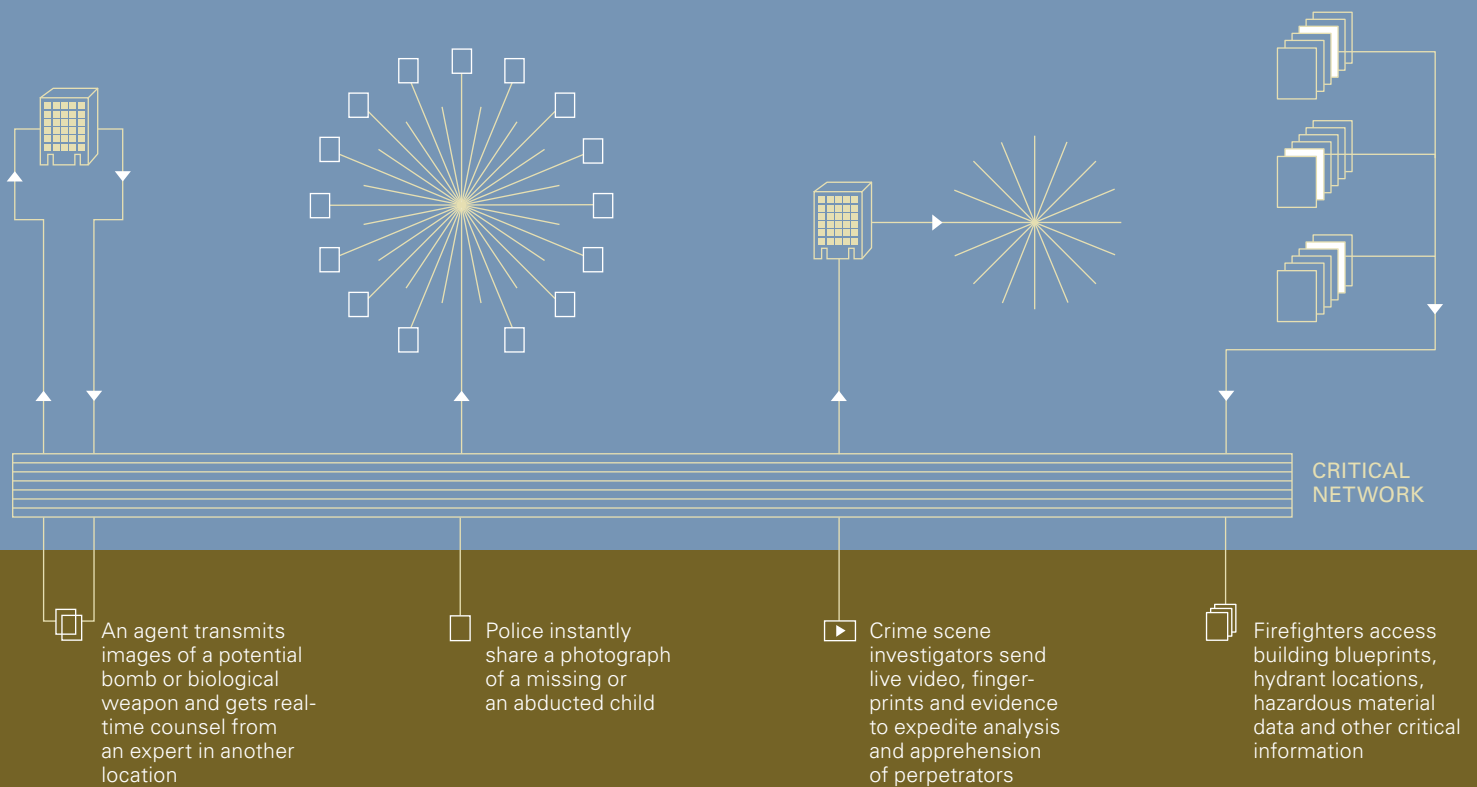 CRITICAL
NETWORK
An agent transmits
images of a potential
bomb or biological
weapon and gets real-
time counsel from
an expert in another
location
Police instantly
share a photograph
of a missing or
an abducted child
Crime scene
investigators send
live video, finger-
prints and evidence
to expedite analysis
and apprehension
of perpetrators
Firefighters access
building blueprints,
hydrant locations,
hazardous material
data and other critical
information